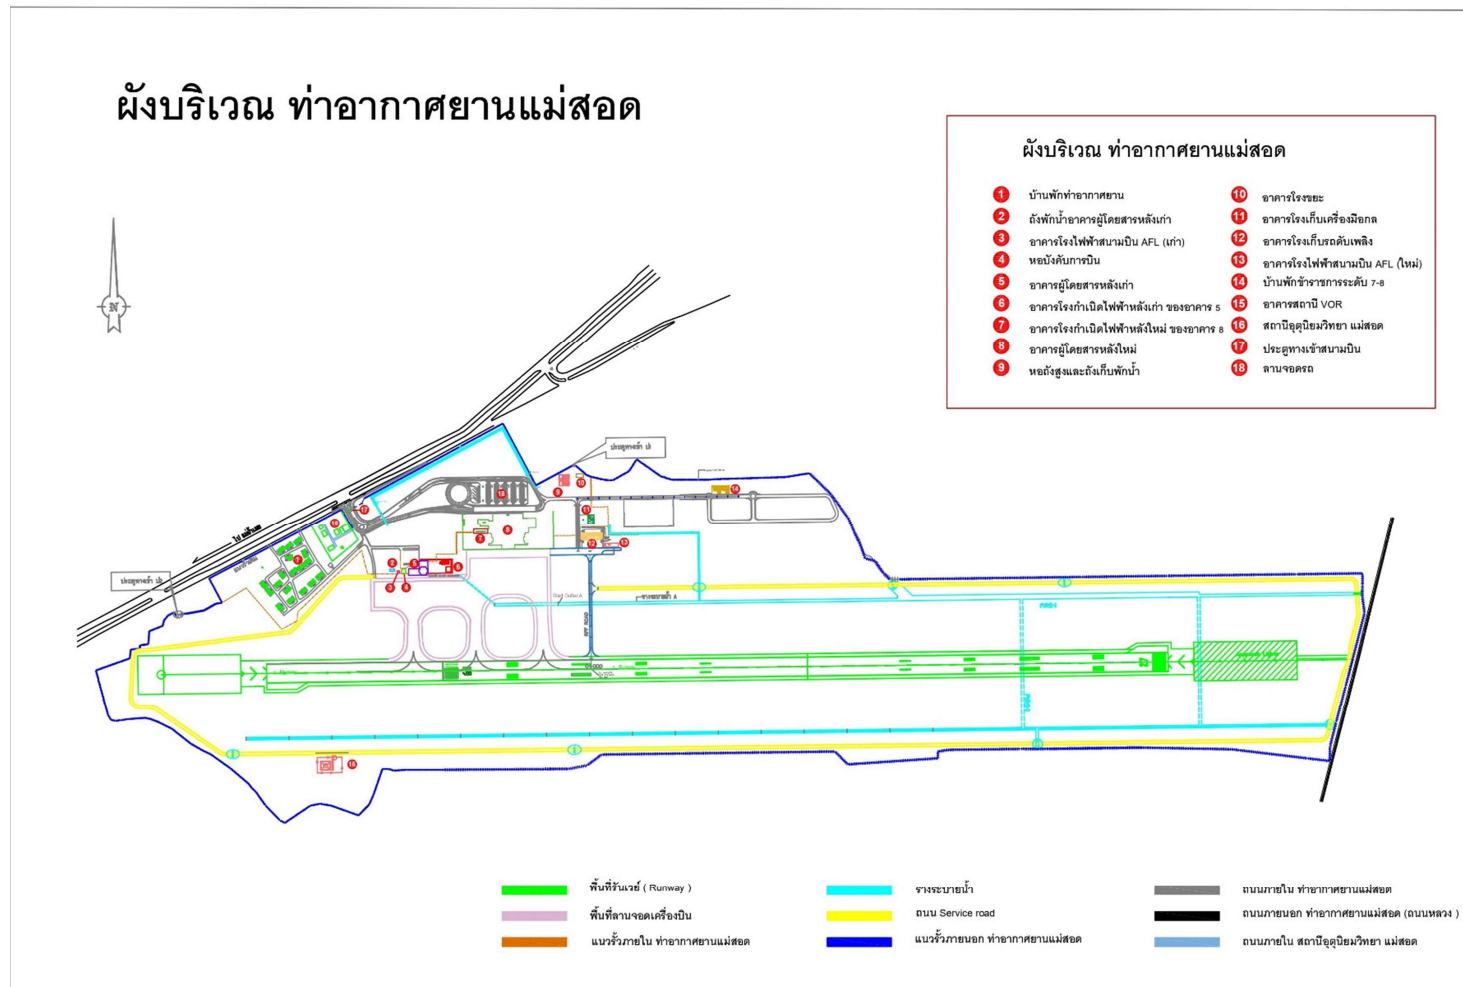 ผังบริเวณ ท่าอากาศยานแม่สอด
ผังบริเวณ ท่าอากาศยานแม่สอด
1 บ้านพักท่าอากาศยาน
2 ถังพักน้ำอาคารผู้โดยสารหลังเก่า
3 อาคารโรงไฟฟ้าสนามบิน AFL (เก่า)
4 หอบังคับการบิน
5 อาคารผู้โดยสารหลังเก่า
6 อาคารโรงกำเนิดไฟฟ้าหลังเก่า ของอาคาร 5
7 อาคารโรงกำเนิดไฟฟ้าหลังใหม่ ของอาคาร 8
8 อาคารผู้โดยสารหลังใหม่
9 หอถังสูงและถังเก็บพักน้ำ
10 อาคารโรงขยะ
11 อาคารโรงเก็บเครื่องมือกล
12 อาคารโรงเก็บรถดับเพลิง
13 อาคารโรงไฟฟ้าสนามบิน AFL (ใหม่)
14 บ้านพักข้าราชการระดับ 7-8
15 อาคารสถานี VOR
16 สถานีอุตุนิยมวิทยา แม่สอด
17 ประตูทางเข้าสนามบิน
18 ลานจอดรถ
N
9
10
14
18
17
11
16
8
7
12
13
2
6
3
รางระบายน้ำ A
พื้นที่รันเวย์ ( Runway )
พื้นที่ลานจอดเครื่องบิน
แนวรั้วภายใน ท่าอากาศยานแม่สอด
รางระบายน้ำ
ถนน Service road
แนวรั้วภายนอก ท่าอากาศยานแม่สอด
ถนนภายใน ท่าอากาศยานแม่สอด
ถนนภายนอก ท่าอากาศยานแม่สอด (ถนนหลวง )
ถนนภายใน สถานีอุตุนิยมวิทยา แม่สอด